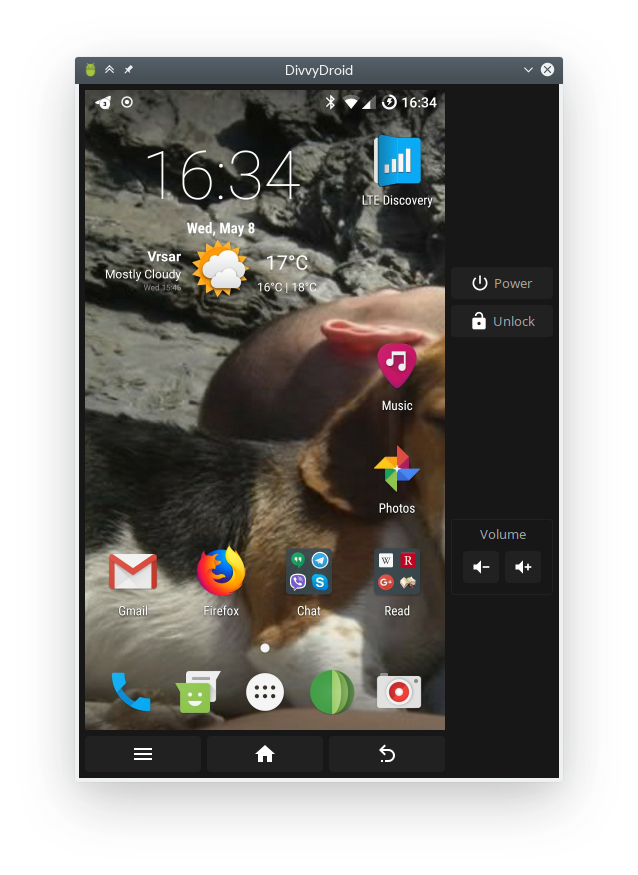 DivvyDroid
16:34
16:34
LTE Discovery
Wed, May 8
Vrsar
Mostly Cloudy
Wed 15:46
17°C
16°C | 18°C
Power
Unlock
Music
Photos
Volume
Gmail
Firefox
Chat
Read
W
R
G+
S